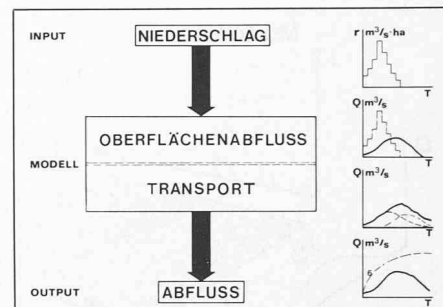 INPUT
NIEDERSCHLAG
r m³/s·ha
T
Q m³/s
T
OBERFLÄCHENABFLUSS
MODELL
TRANSPORT
Q m³/s
T
Q m³/s
T
OUTPUT
ABFLUSS